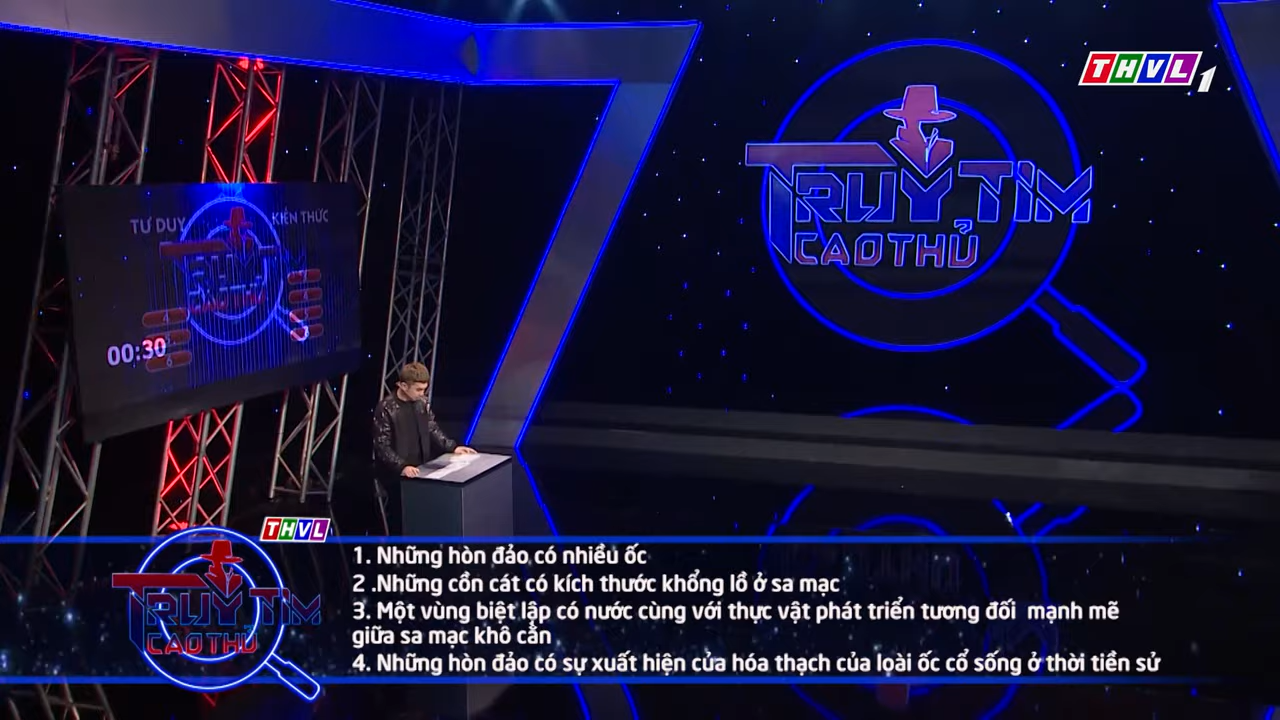 THVL1
TRUY TÌM
CAO THỦ
TƯ DUY
KIẾN THỨC
00:30
THVL
TRUY TÌM
CAO THỦ
1. Những hòn đảo có nhiều ốc
2 .Những cồn cát có kích thước khổng lồ ở sa mạc
3. Một vùng biệt lập có nước cùng với thực vật phát triển tương đối mạnh mẽ
giữa sa mạc khô cằn
4. Những hòn đảo có sự xuất hiện của hóa thạch của loài ốc cổ sống ở thời tiền sử